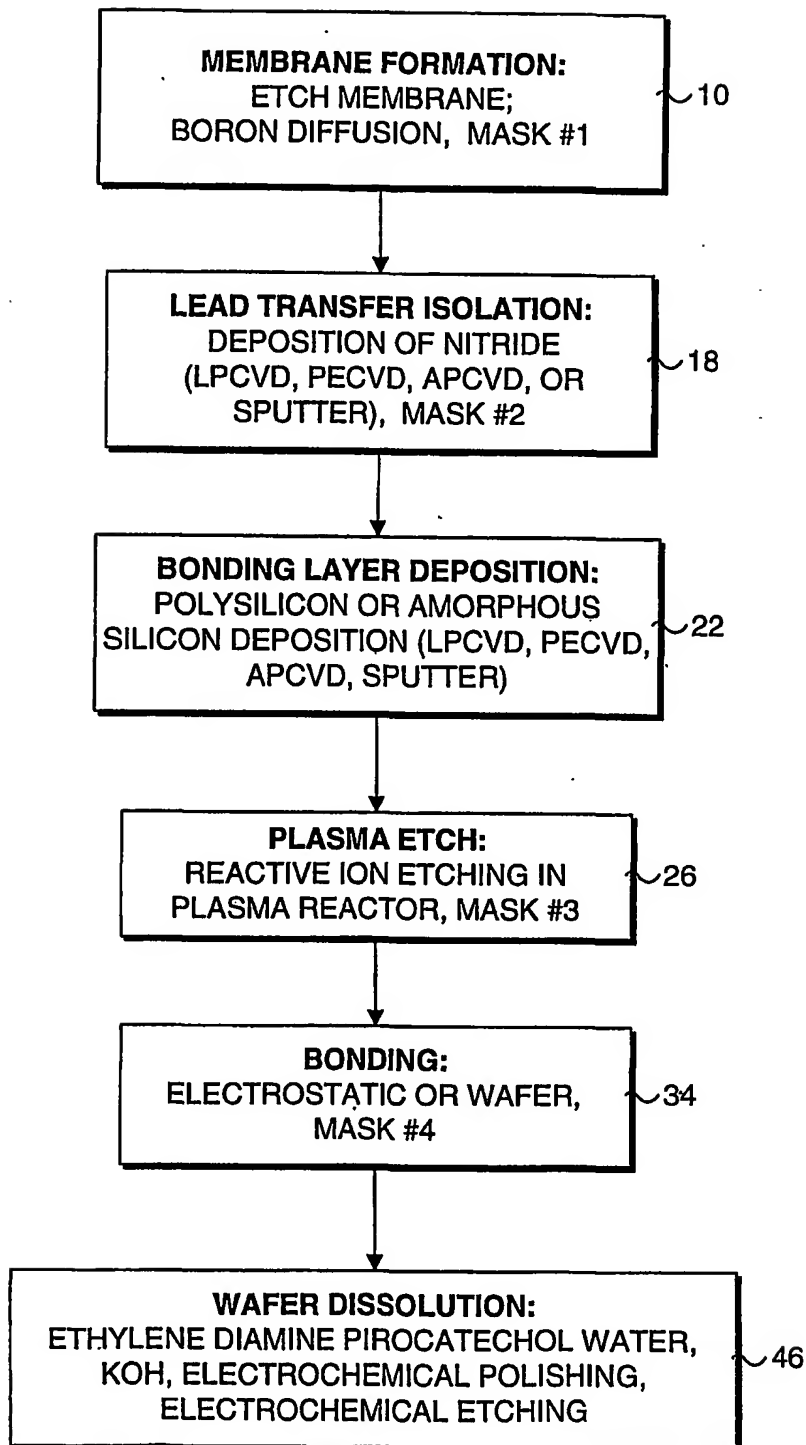 MEMBRANE FORMATION:
ETCH MEMBRANE;
BORON DIFFUSION, MASK #1
10
LEAD TRANSFER ISOLATION:
DEPOSITION OF NITRIDE
(LPCVD, PECVD, APCVD, OR
SPUTTER), MASK #2
18
BONDING LAYER DEPOSITION:
POLYSILICON OR AMORPHOUS
SILICON DEPOSITION (LPCVD, PECVD,
APCVD, SPUTTER)
22
PLASMA ETCH:
REACTIVE ION ETCHING IN
PLASMA REACTOR, MASK #3
26
BONDING:
ELECTROSTATIC OR WAFER,
MASK #4
34
WAFER DISSOLUTION:
ETHYLENE DIAMINE PIROCATECHOL WATER,
KOH, ELECTROCHEMICAL POLISHING,
ELECTROCHEMICAL ETCHING
46